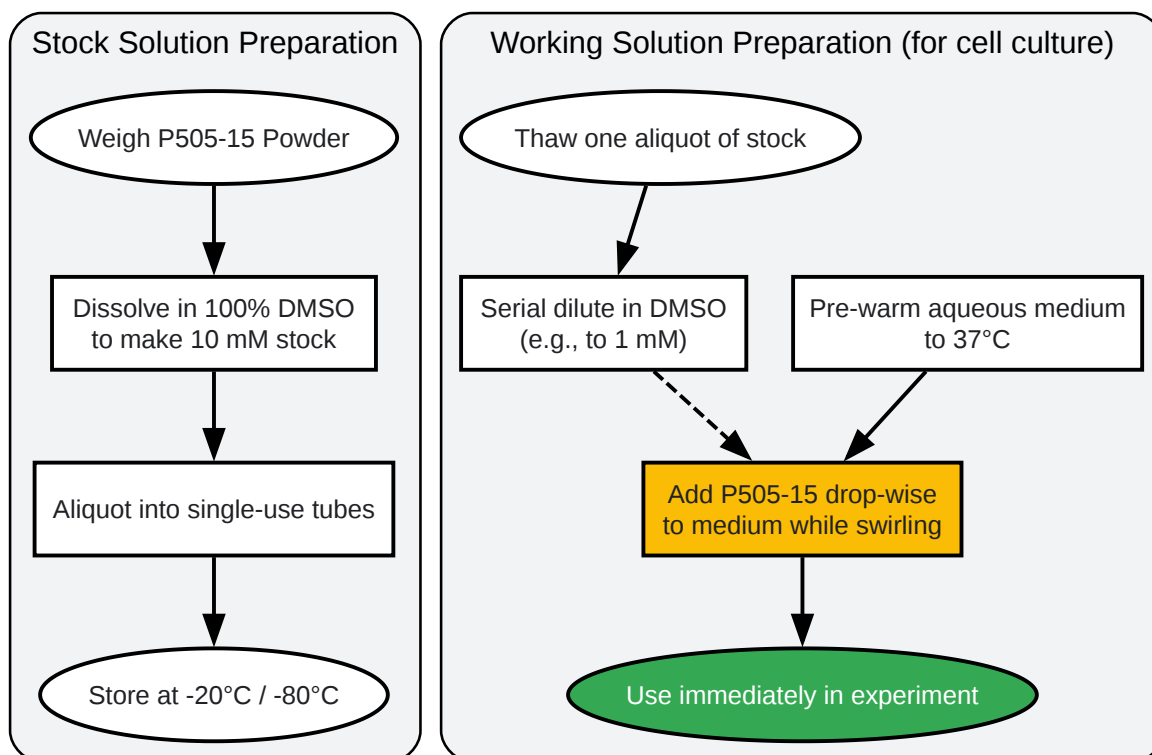 Stock Solution Preparation
Weigh P505-15 Powder
Dissolve in 100% DMSO
to make 10 mM stock
Aliquot into single-use tubes
Store at -20°C / -80°C
Working Solution Preparation (for cell culture)
Thaw one aliquot of stock
Serial dilute in DMSO
(e.g., to 1 mM)
Pre-warm aqueous medium
to 37°C
Add P505-15 drop-wise
to medium while swirling
Use immediately in experiment